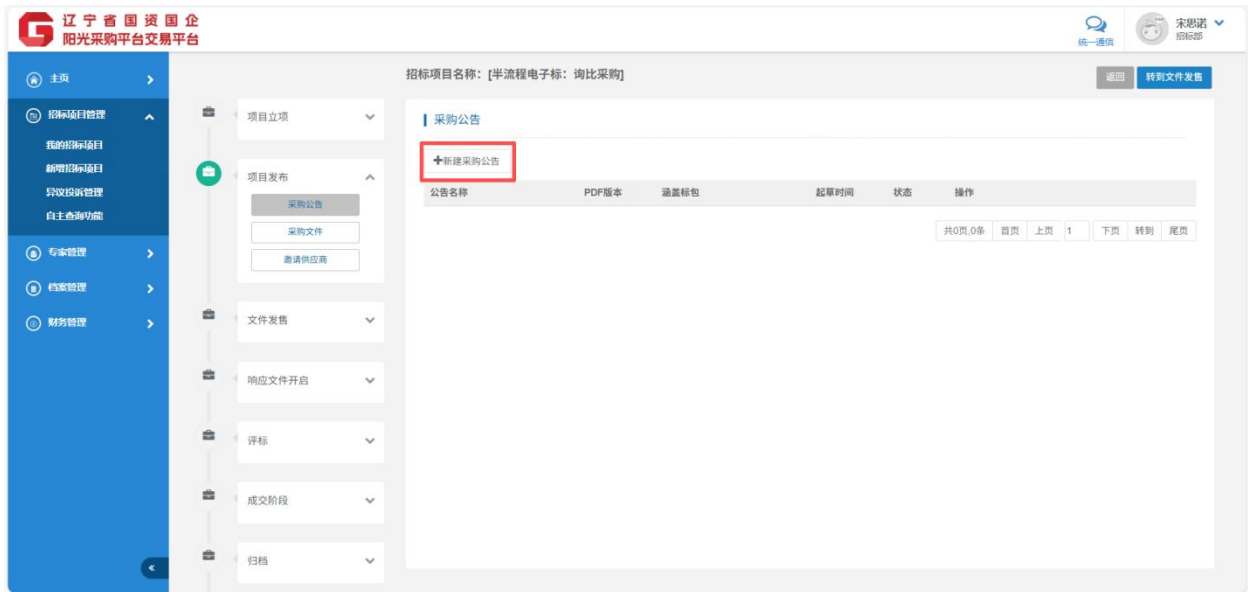 辽宁省国资国企
阳光采购平台交易平台
统一通信
宋思诺
招标部
主页
招标项目管理
我的招标项目
新增招标项目
异议投诉管理
自主查询功能
专家管理
档案管理
财务管理
招标项目名称：[半流程电子标：询比采购]
返回
转到文件发售
项目立项
项目发布
采购公告
采购文件
邀请供应商
文件发售
响应文件开启
评标
成交阶段
归档
采购公告
新建采购公告
公告名称 PDF版本 涵盖标包 起草时间 状态 操作
共0页,0条 首页 上页 1 下页 转到 尾页